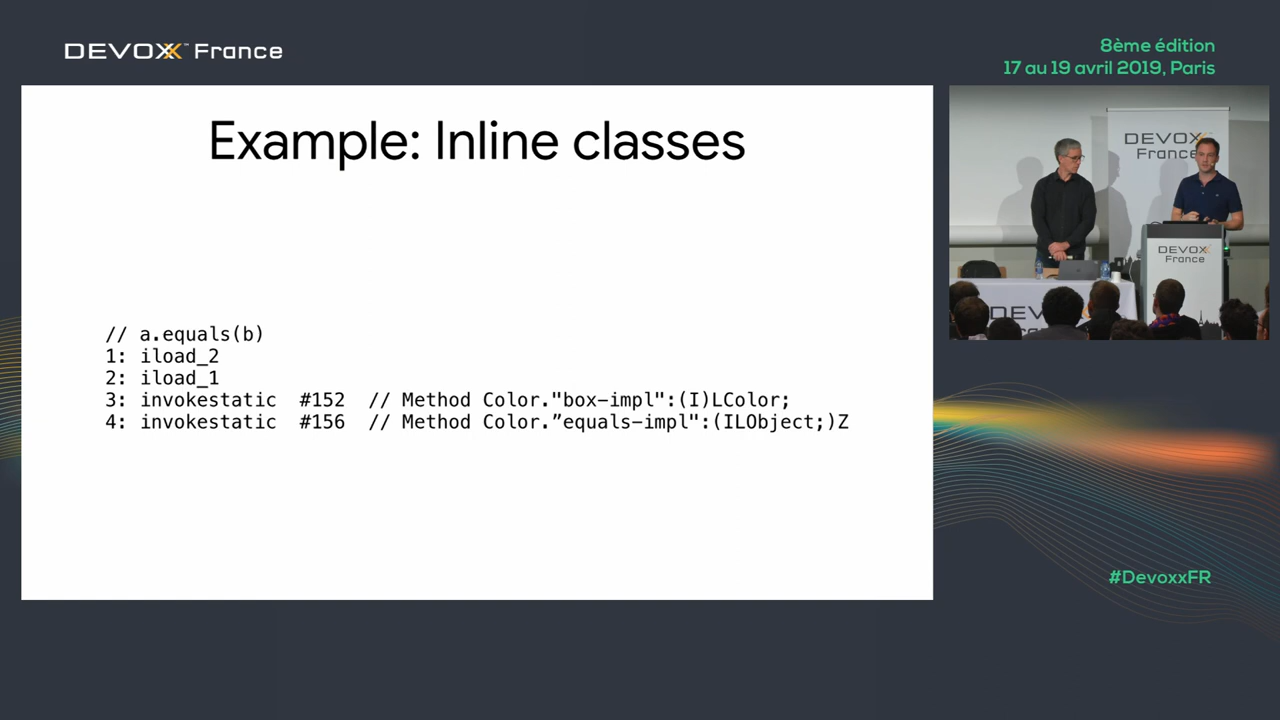 DEVOXX™ France
8ème édition
17 au 19 avril 2019, Paris
Example: Inline classes
// a.equals(b)
1: iload_2
2: iload_1
3: invokestatic #152 // Method Color."box-impl":(I)LColor;
4: invokestatic #156 // Method Color.”equals-impl":(ILObject;)Z
DEVOXX
France
DEVOXX
France
DEV
#DevoxxFR